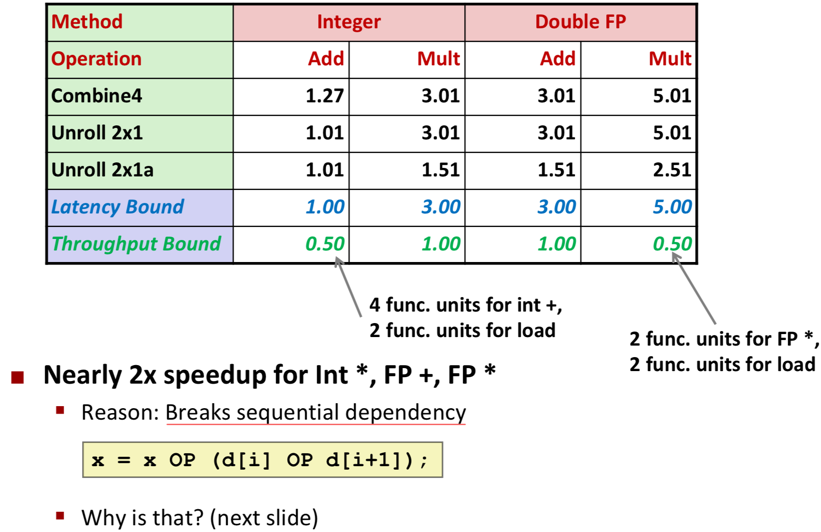 Method Integer Double FP
Operation Add Mult Add Mult
Combine4 1.27 3.01 3.01 5.01
Unroll 2x1 1.01 3.01 3.01 5.01
Unroll 2x1a 1.01 1.51 1.51 2.51
Latency Bound 1.00 3.00 3.00 5.00
Throughput Bound 0.50 1.00 1.00 0.50
4 func. units for int +,
2 func. units for load
2 func. units for FP *,
2 func. units for load
Nearly 2x speedup for Int *, FP +, FP *
Reason: Breaks sequential dependency
x = x OP (d[i] OP d[i+1]);
Why is that? (next slide)